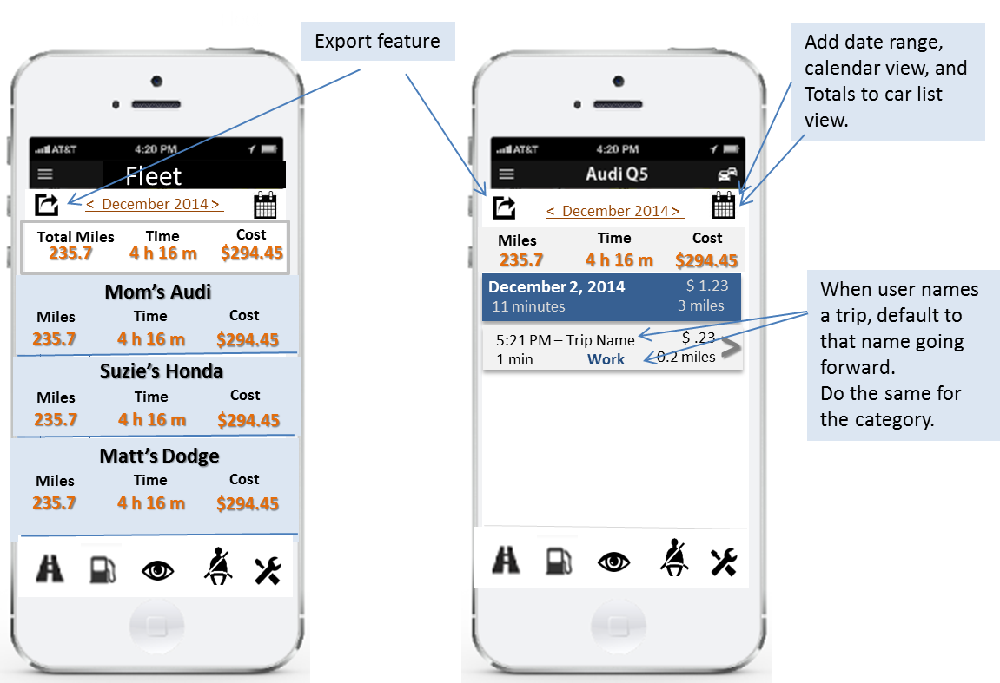 Export feature
Add date range,
calendar view, and
Totals to car list
view.
AT&T 4:20 PM
Fleet
< December 2014 >
Total Miles Time Cost
235.7 4 h 16 m $294.45
Mom's Audi
Miles Time Cost
235.7 4 h 16 m $294.45
Suzie's Honda
Miles Time Cost
235.7 4 h 16 m $294.45
Matt's Dodge
Miles Time Cost
235.7 4 h 16 m $294.45
AT&T 4:20 PM
Audi Q5
< December 2014 >
Miles Time Cost
235.7 4 h 16 m $294.45
December 2, 2014 $ 1.23
11 minutes 3 miles
5:21 PM – Trip Name $ .23
1 min Work 0.2 miles >
When user names
a trip, default to
that name going
forward.
Do the same for
the category.